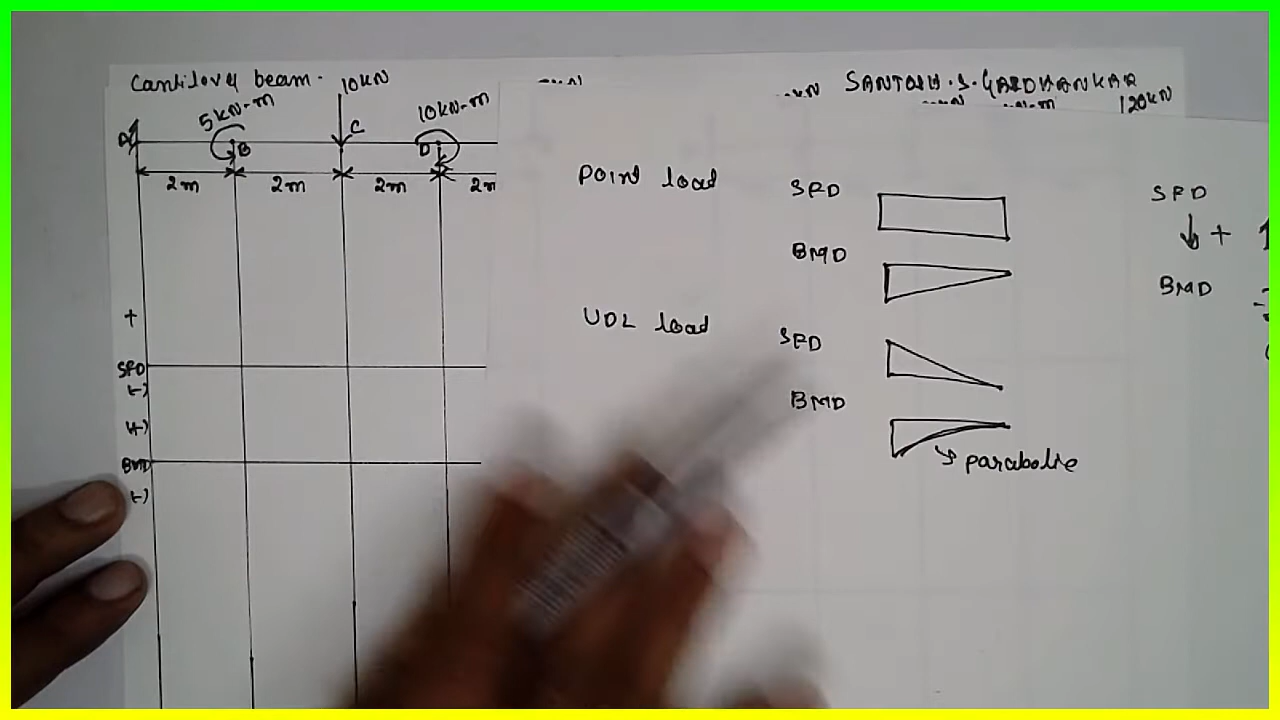 Cantilever beam.
10kN
SANTOSH.S.GARDHANKAR
5kN-m
10kN-m
120kN
A
B
C
D
2m
2m
2m
Point load
SFD
BMD
SFD
+
BMD
+
UDL load
SFD
BMD
parabolic
SFD
(-)
(+)
BMD
(-)